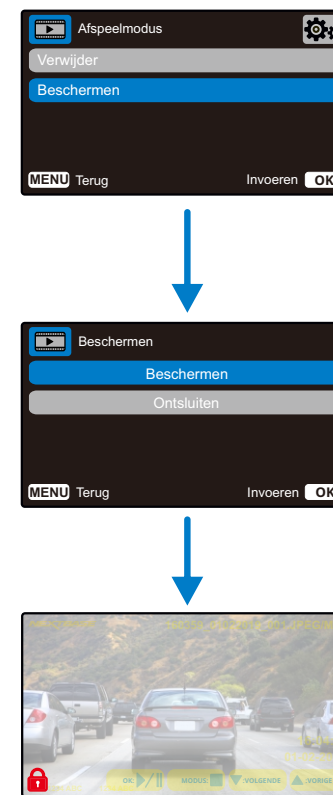 Afspeelmodus
Verwijder
Beschermen
MENU Terug Invoeren OK
Beschermen
Beschermen
Ontsluiten
MENU Terug Invoeren OK
OK: MODUS: :VOLGENDE :VORIGE